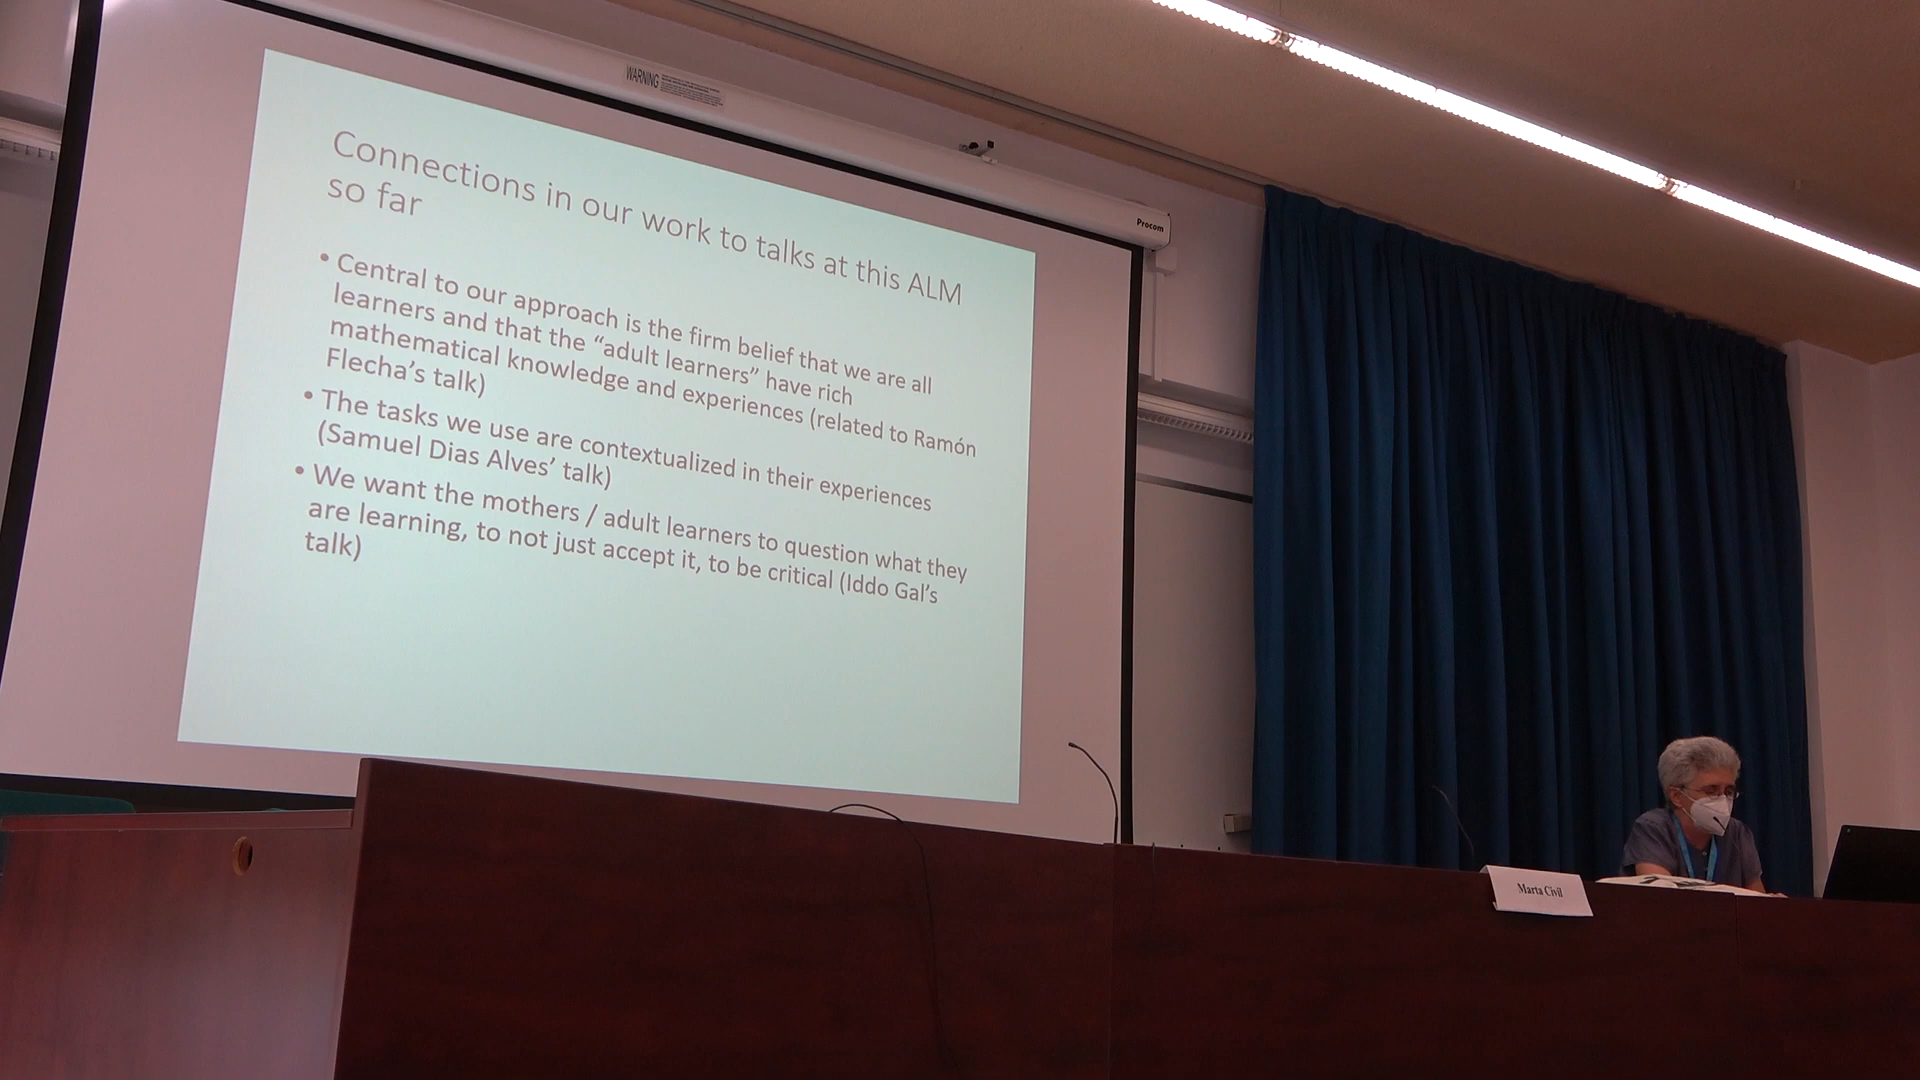 WARNING
Procom
Connections in our work to talks at this ALM
so far
• Central to our approach is the firm belief that we are all
learners and that the “adult learners” have rich
mathematical knowledge and experiences (related to Ramón
Flecha’s talk)
• The tasks we use are contextualized in their experiences
(Samuel Dias Alves’ talk)
• We want the mothers / adult learners to question what they
are learning, to not just accept it, to be critical (Iddo Gal’s
talk)
Marta Civil